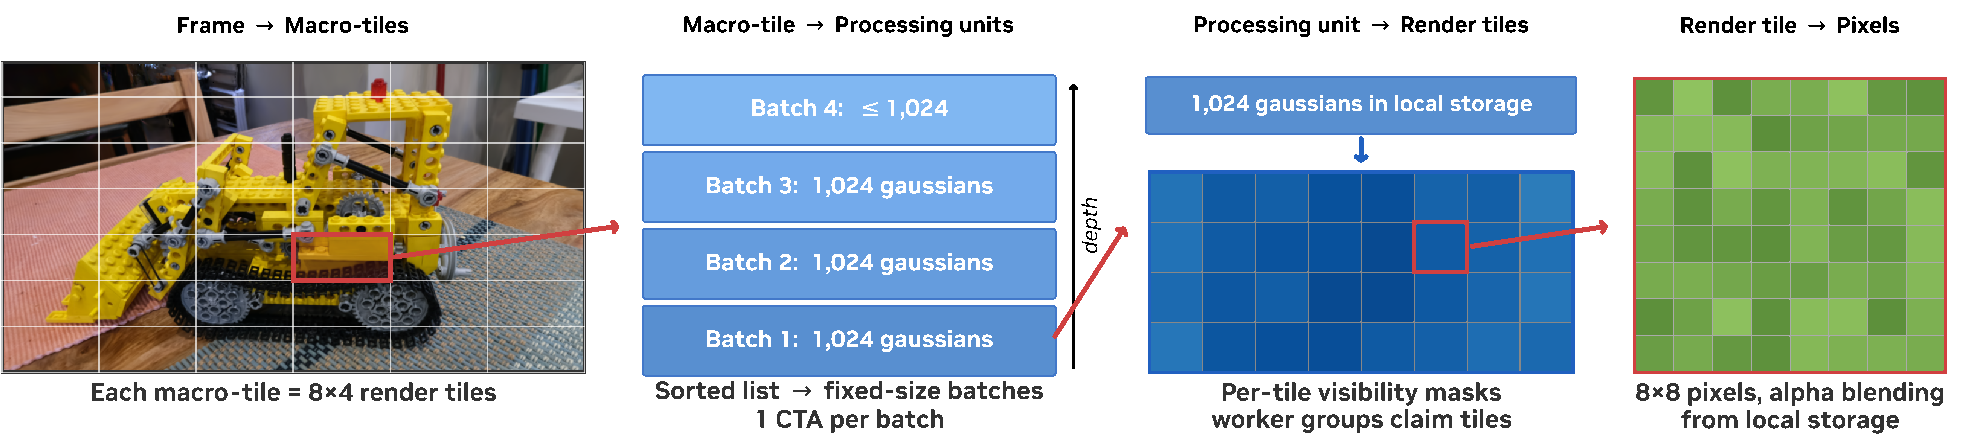 Frame → Macro-tiles
Each macro-tile = 8×4 render tiles
Macro-tile → Processing units
Batch 4: ≤ 1,024
Batch 3: 1,024 gaussians
Batch 2: 1,024 gaussians
Batch 1: 1,024 gaussians
depth
Sorted list → fixed-size batches
1 CTA per batch
Processing unit → Render tiles
1,024 gaussians in local storage
Per-tile visibility masks
worker groups claim tiles
Render tile → Pixels
8×8 pixels, alpha blending
from local storage